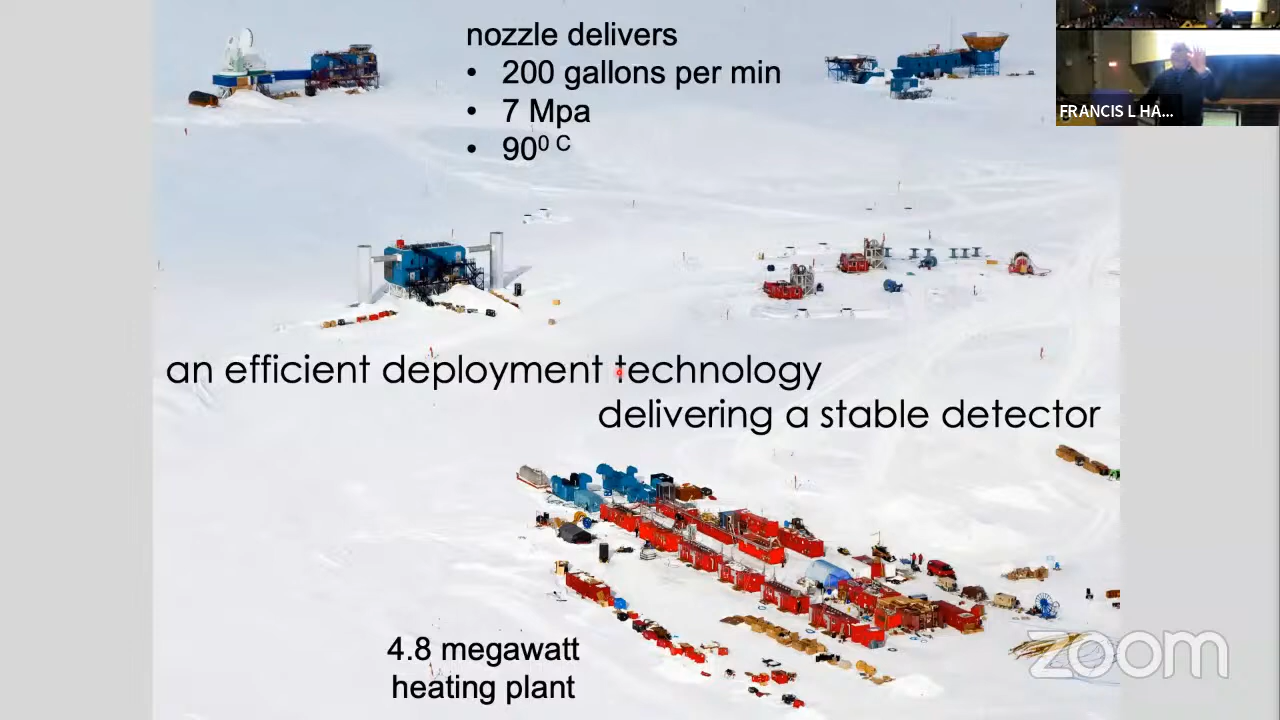 nozzle delivers
• 200 gallons per min
• 7 Mpa
• 90⁰ ᶜ
FRANCIS L HA...
an efficient deployment technology
delivering a stable detector
4.8 megawatt
heating plant
zoom